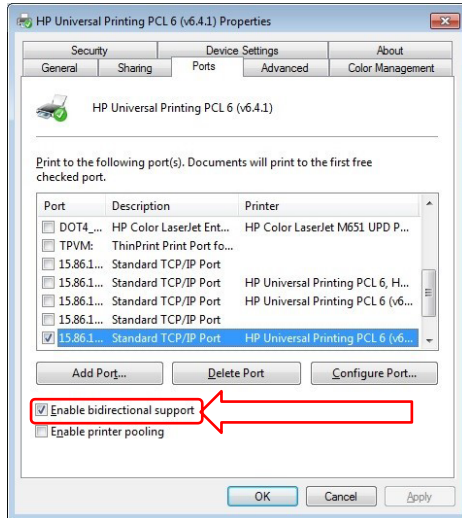 HP Universal Printing PCL 6 (v6.4.1) Properties
Security Device Settings About
General Sharing Ports Advanced Color Management
HP Universal Printing PCL 6 (v6.4.1)
Print to the following port(s). Documents will print to the first free
checked port.
Port Description Printer
DOT4_... HP Color LaserJet Ent... HP Color LaserJet M651 UPD P...
TPVM: ThinPrint Print Port fo...
15.86.1... Standard TCP/IP Port
15.86.1... Standard TCP/IP Port HP Universal Printing PCL 6, H...
15.86.1... Standard TCP/IP Port HP Universal Printing PCL 6 (v6...
15.86.1... Standard TCP/IP Port
15.86.1... Standard TCP/IP Port HP Universal Printing PCL 6 (v6...
Add Port... Delete Port Configure Port...
Enable bidirectional support
Enable printer pooling
OK Cancel Apply